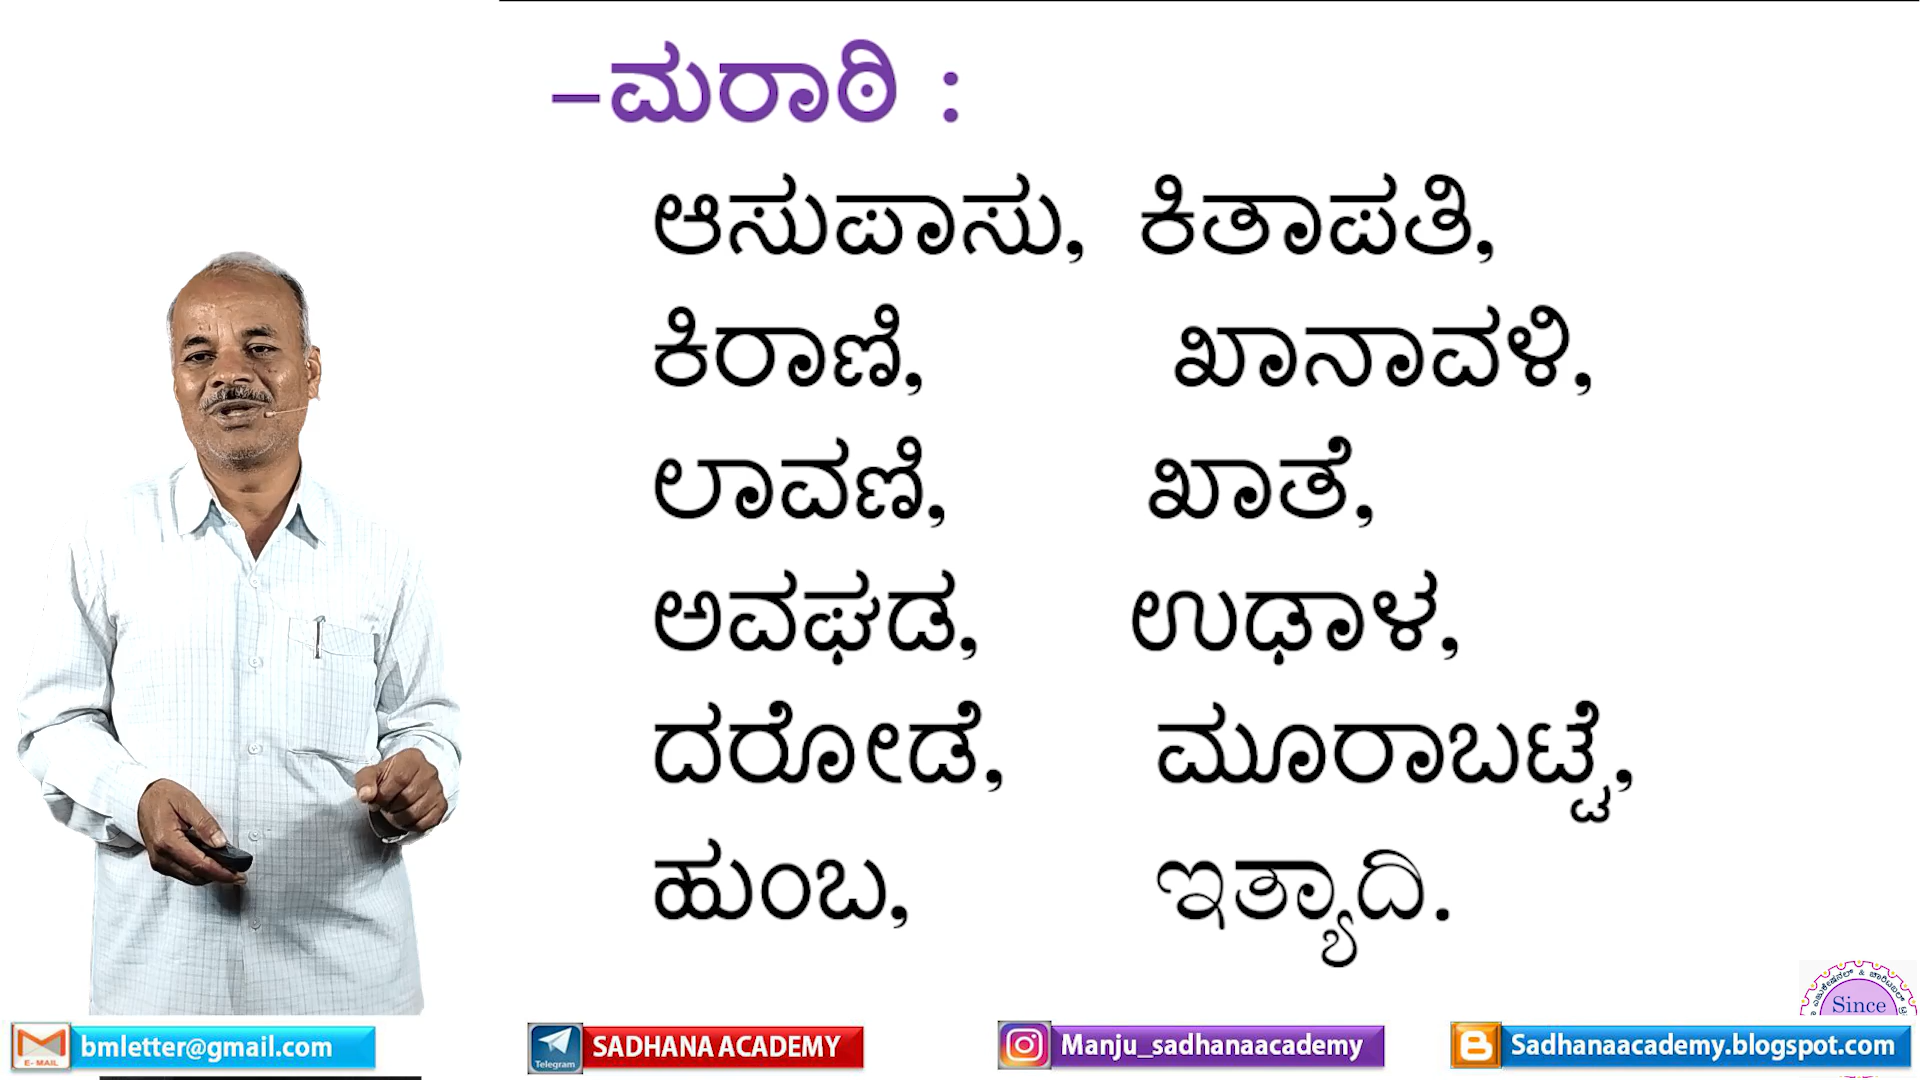 –ಮರಾಠಿ :
ಆಸುಪಾಸು, ಕಿತಾಪತಿ,
ಕಿರಾಣಿ, ಖಾನಾವಳಿ,
ಲಾವಣಿ, ಖಾತೆ,
ಅವಘಡ, ಉಢಾಳ,
ದರೋಡೆ, ಮೂರಾಬಟ್ಟೆ,
ಹುಂಬ, ಇತ್ಯಾದಿ.
Since
E- MAIL bmletter@gmail.com
Telegram SADHANA ACADEMY
Manju_sadhanaacademy
Sadhanaacademy.blogspot.com